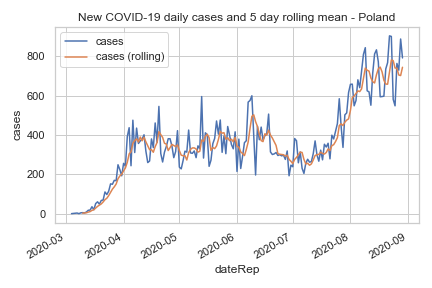 New COVID-19 daily cases and 5 day rolling mean - Poland
cases
cases (rolling)
800
600
400
200
0
cases
2020-03
2020-04
2020-05
2020-06
2020-07
2020-08
2020-09
dateRep